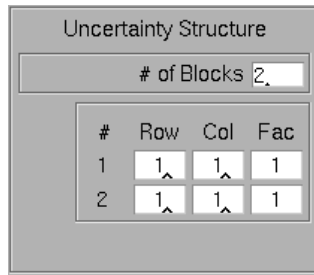 Uncertainty Structure
# of Blocks 2
# Row Col Fac
1 1 1 1
2 1 1 1